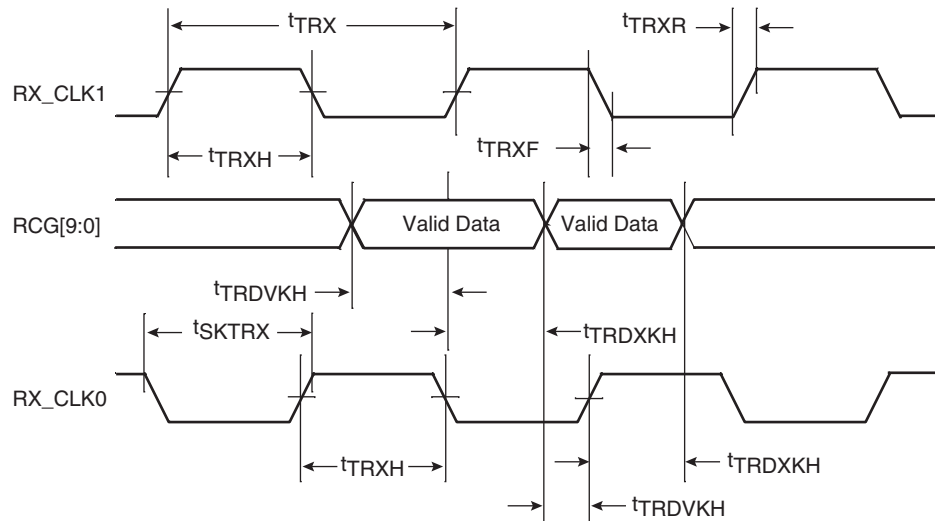 tTRX
tTRXR
RX_CLK1
tTRXH
tTRXF
RCG[9:0]
Valid Data
Valid Data
tTRDVKH
tSKTRX
tTRDXKH
RX_CLK0
tTRXH
tTRDXKH
tTRDVKH